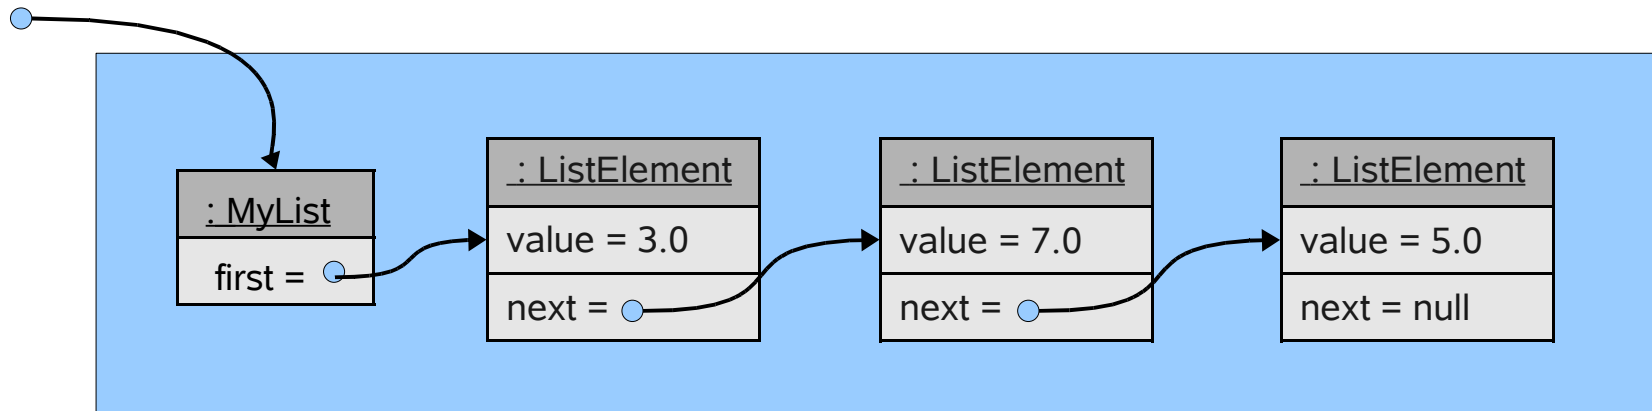 : MyList
first =
: ListElement
value = 3.0
next =
: ListElement
value = 7.0
next =
: ListElement
value = 5.0
next = null